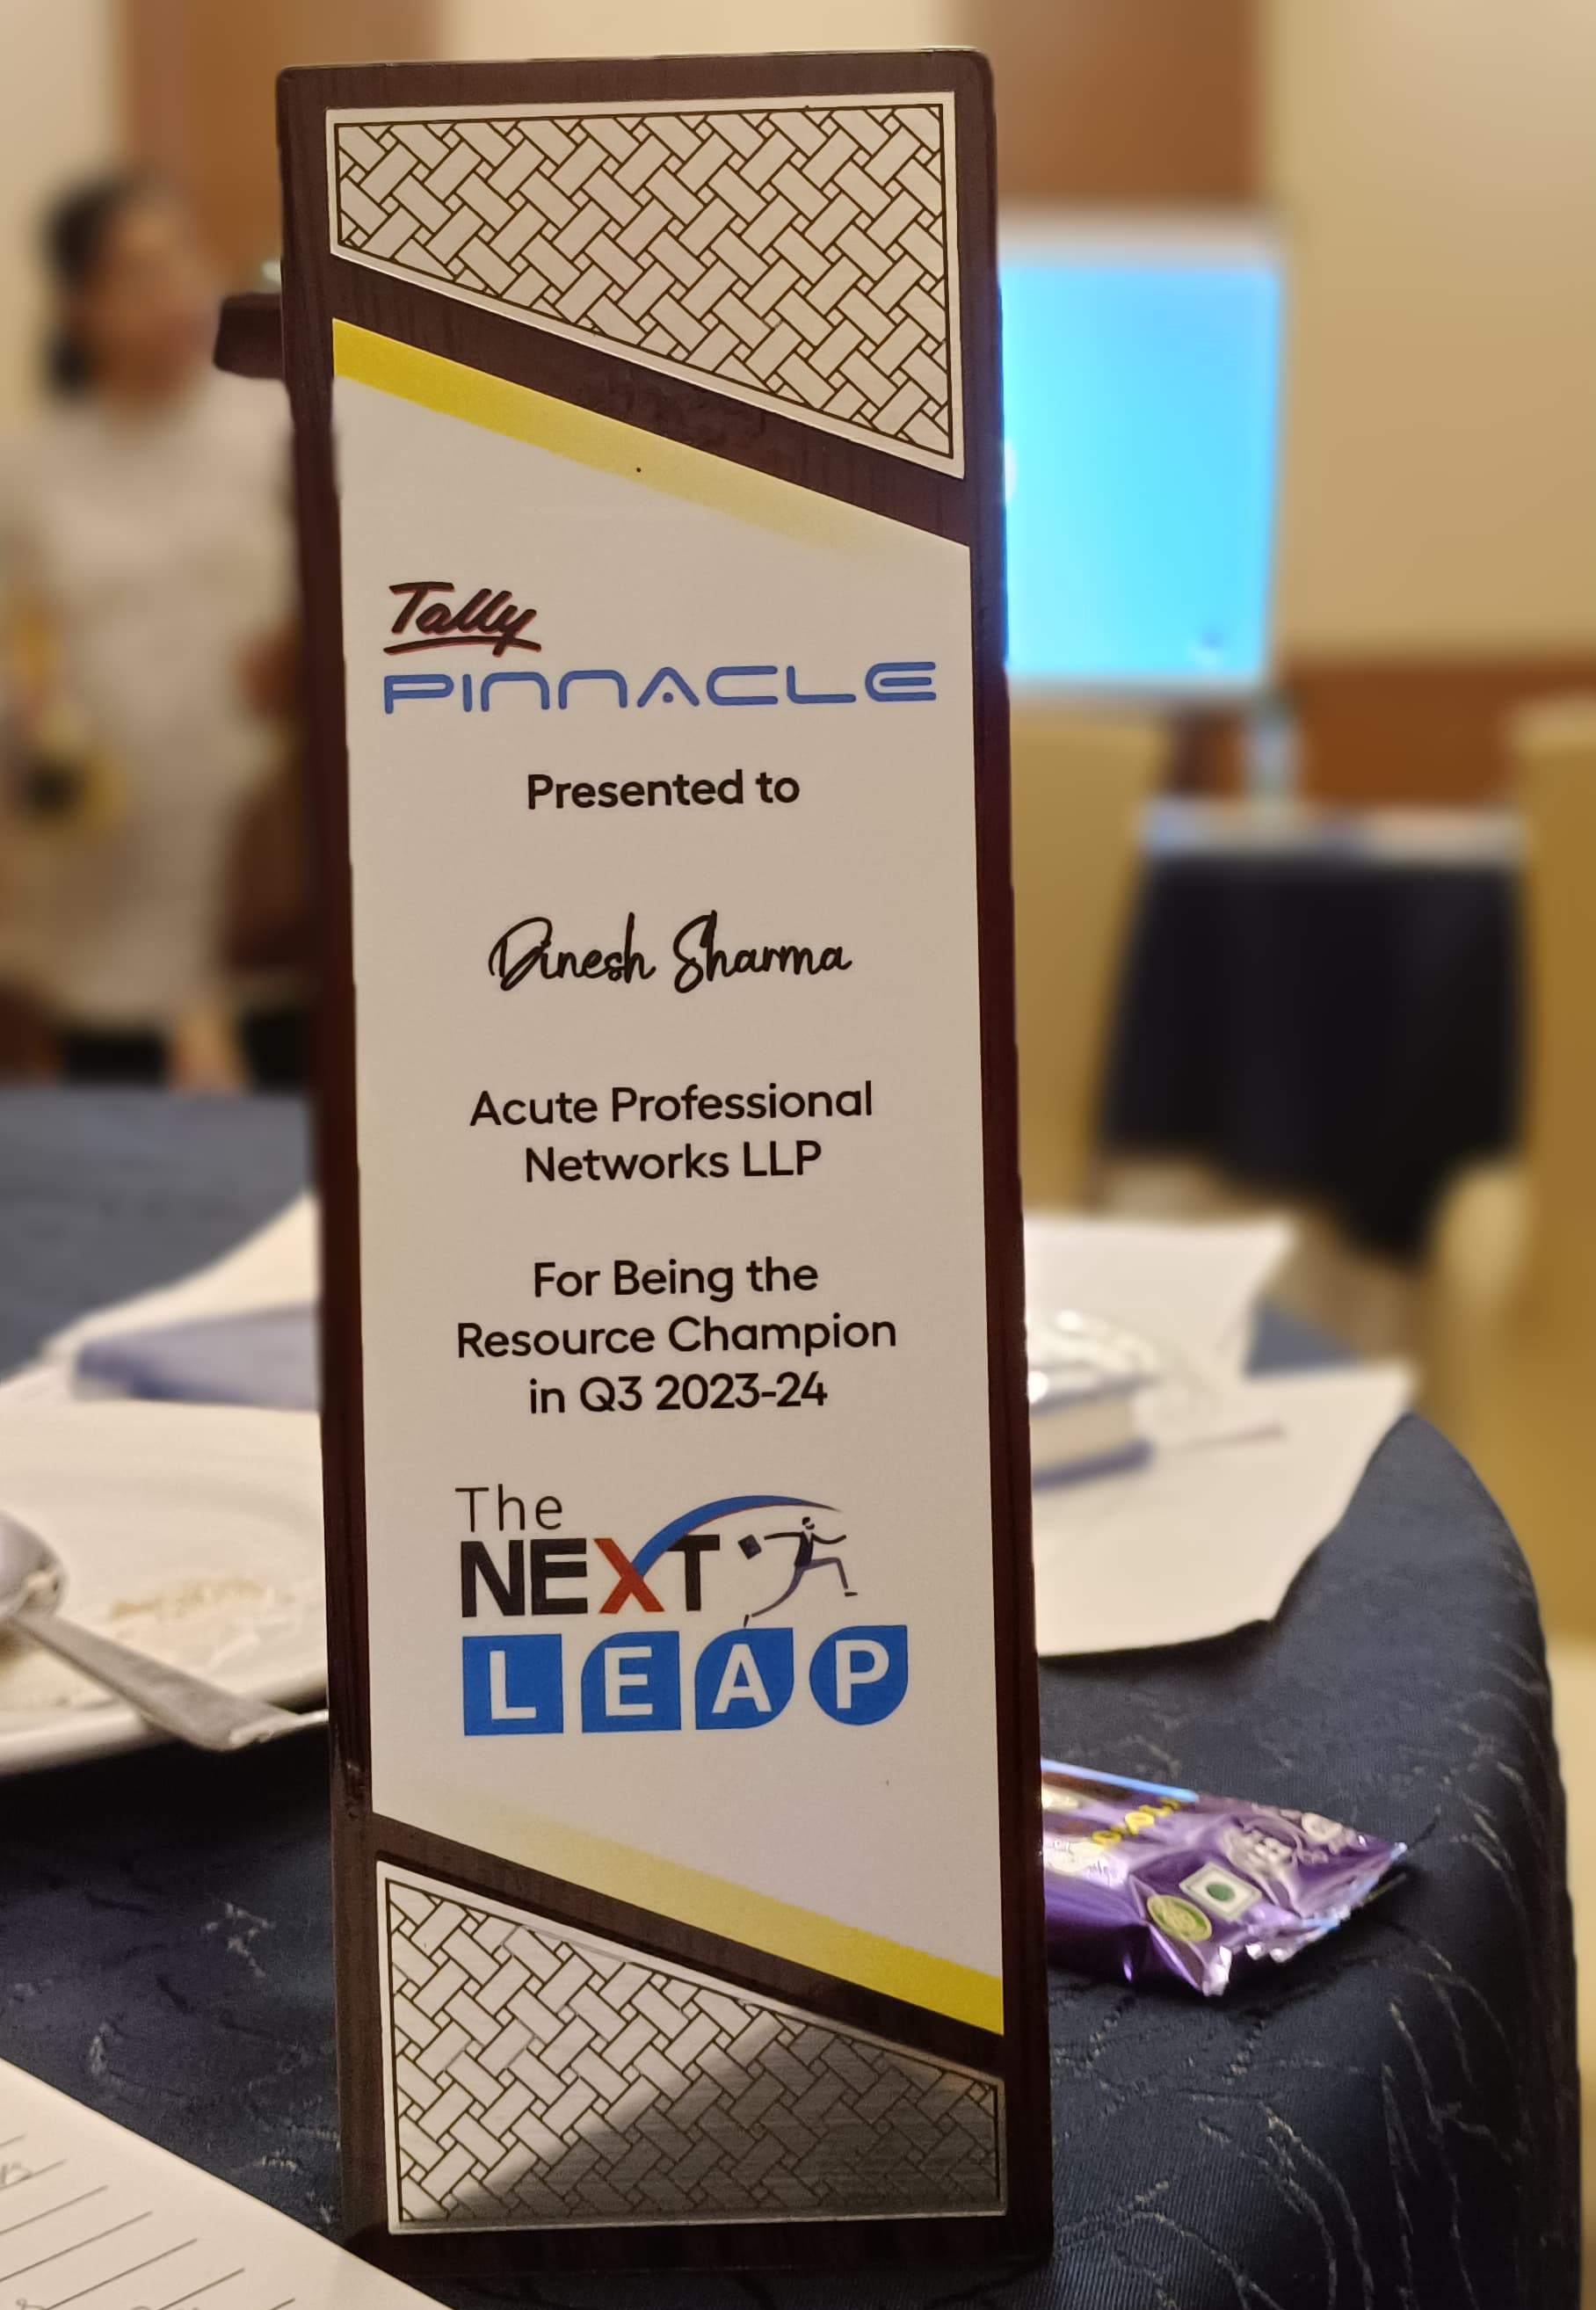 Tally
PINNACLE
Presented to
Dinesh Sharma
Acute Professional
Networks LLP
For Being the
Resource Champion
in Q3 2023-24
The
NEXT
LEAP